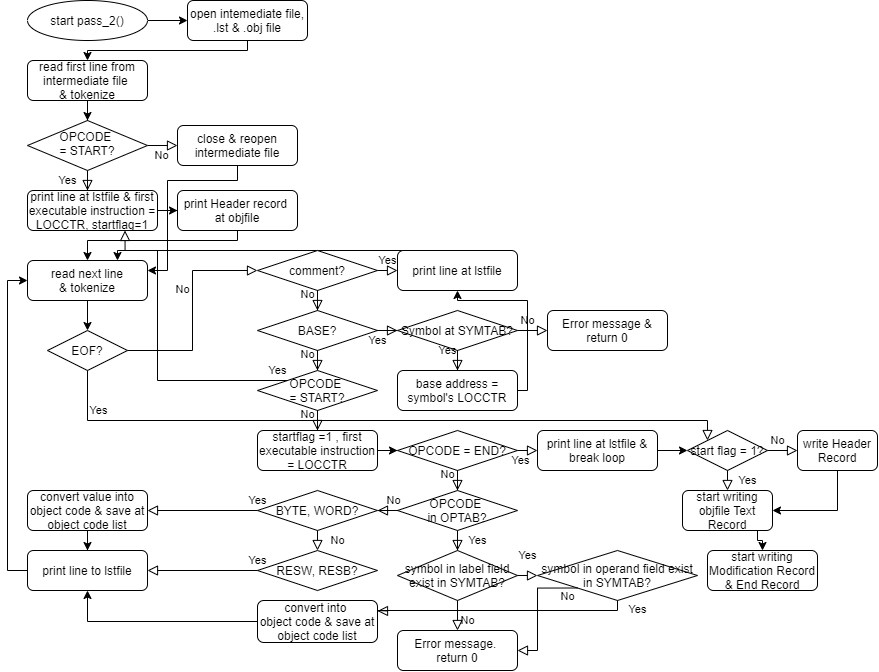 start pass_2()
open intemediate file,
.lst & .obj file
read first line from
intermediate file
& tokenize
OPCODE
= START?
No
close & reopen
intermediate file
Yes
print line at lstfile & first
executable instruction =
LOCCTR, startflag=1
print Header record
at objfile
read next line
& tokenize
No
comment?
Yes
print line at lstfile
No
BASE?
Yes
Symbol at SYMTAB?
No
Error message &
return 0
EOF?
No
Yes
Yes
OPCODE
= START?
base address =
symbol's LOCCTR
Yes
No
startflag =1 , first
executable instruction
= LOCCTR
OPCODE = END?
Yes
print line at lstfile &
break loop
start flag = 1?
No
write Header
Record
No
Yes
convert value into
object code & save at
object code list
Yes
BYTE, WORD?
No
OPCODE
in OPTAB?
start writing
objfile Text
Record
No
Yes
print line to lstfile
Yes
RESW, RESB?
symbol in label field
exist in SYMTAB?
Yes
symbol in operand field exist
in SYMTAB?
start writing
Modification Record
& End Record
No
Yes
convert into
object code & save at
object code list
No
Error message.
return 0